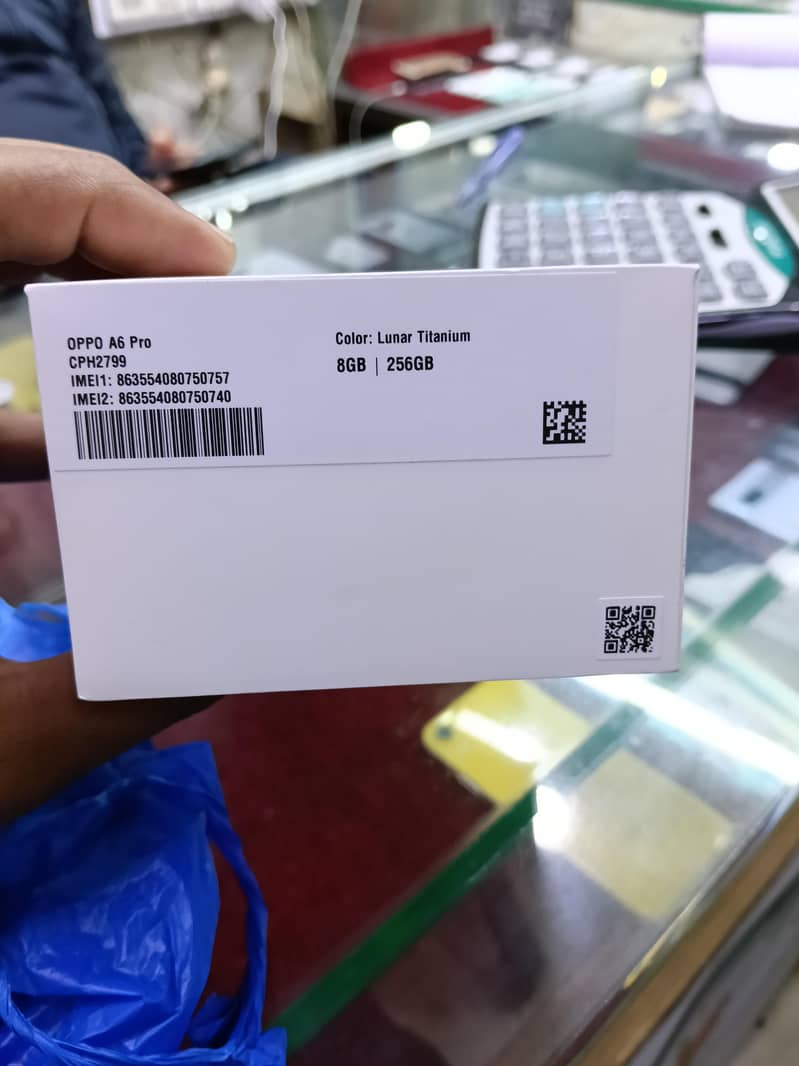 OPPO A6 Pro
CPH2799
IMEI1: 863554080750757
IMEI2: 863554080750740
Color: Lunar Titanium
8GB | 256GB